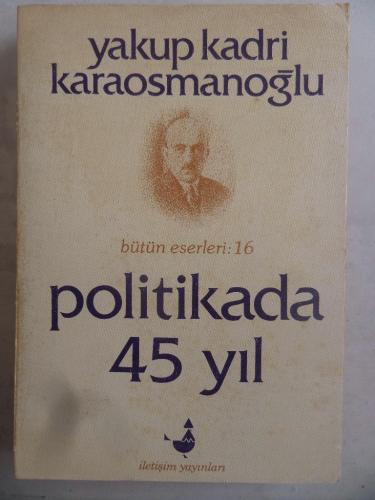 yakup kadri
karaosmanoğlu
bütün eserleri: 16
politikada
45 yıl
iletişim yayınları